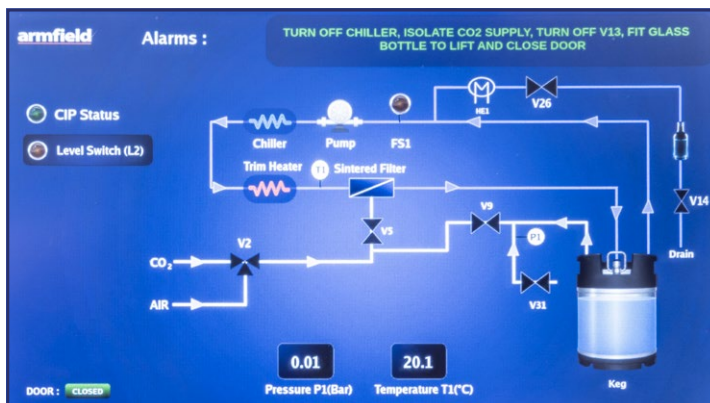 armfield
Alarms :
TURN OFF CHILLER, ISOLATE CO2 SUPPLY, TURN OFF V13, FIT GLASS
BOTTLE TO LIFT AND CLOSE DOOR
CIP Status
Level Switch (L2)
Chiller
Pump
FS1
HE1
V26
Trim Heater
T1
Sintered Filter
V14
Drain
V2
V5
V9
P1
V31
CO₂
AIR
0.01
Pressure P1(Bar)
20.1
Temperature T1(°C)
Keg
DOOR :
CLOSED